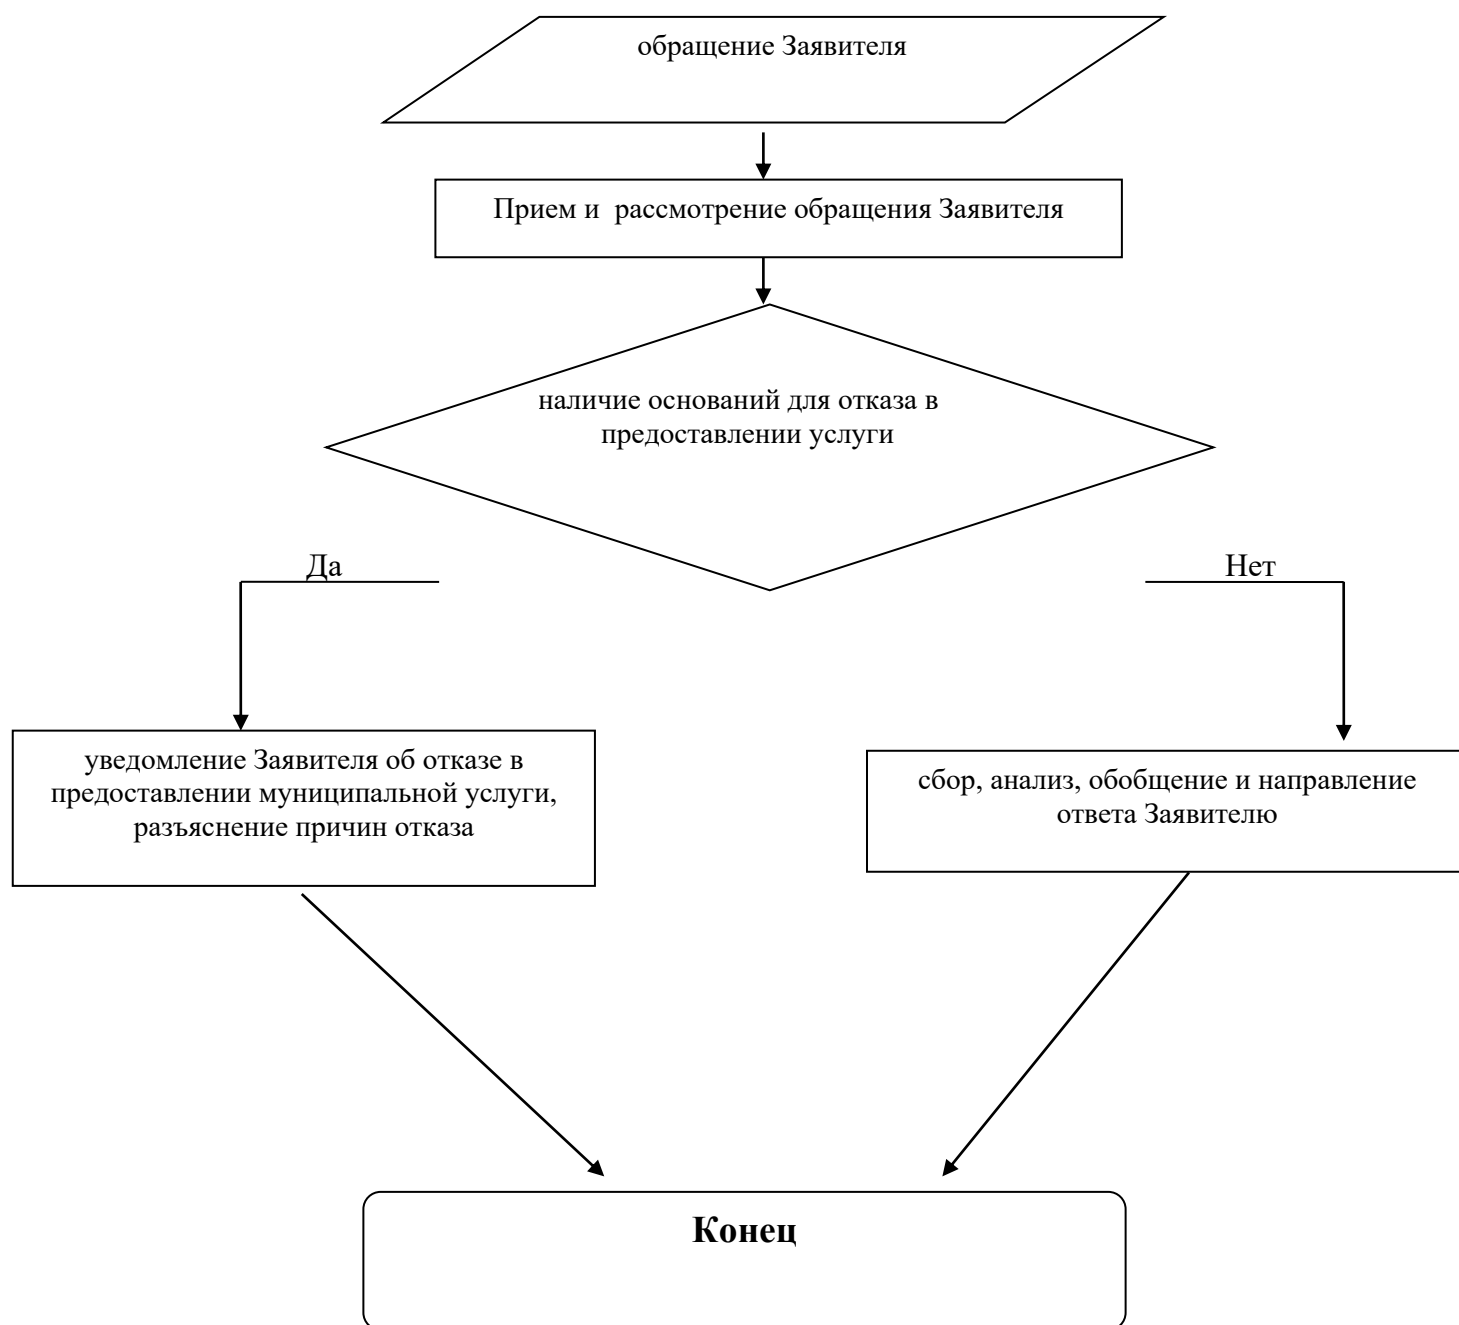 обращение Заявителя
Прием и  рассмотрение обращения Заявителя
наличие оснований для отказа в
предоставлении услуги
Да
Нет
уведомление Заявителя об отказе в
предоставлении муниципальной услуги,
разъяснение причин отказа
сбор, анализ, обобщение и направление
ответа Заявителю
Конец